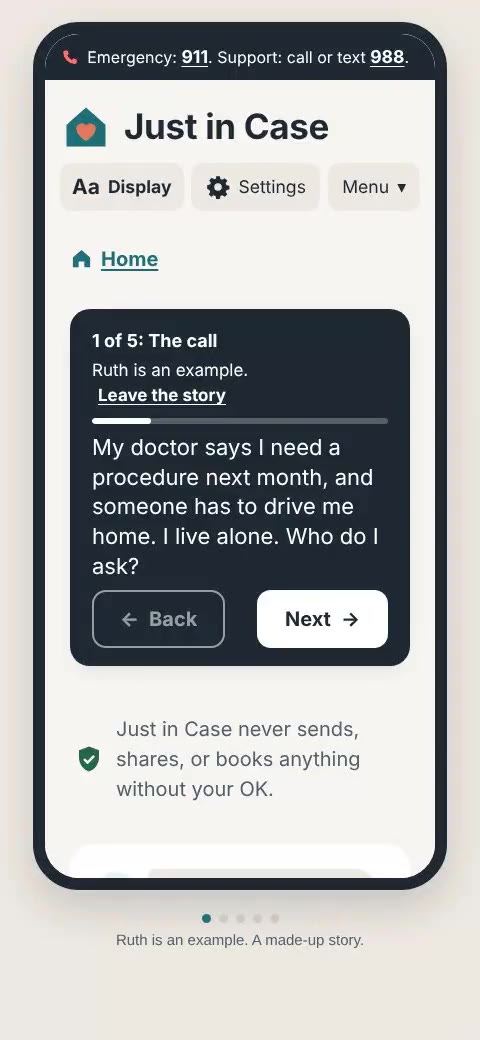 Emergency: 911. Support: call or text 988.
Just in Case
Aa Display
Settings
Menu ▾
Home
1 of 5: The call
Ruth is an example.
Leave the story
My doctor says I need a
procedure next month, and
someone has to drive me
home. I live alone. Who do I
ask?
← Back
Next →
Just in Case never sends,
shares, or books anything
without your OK.
Ruth is an example. A made-up story.